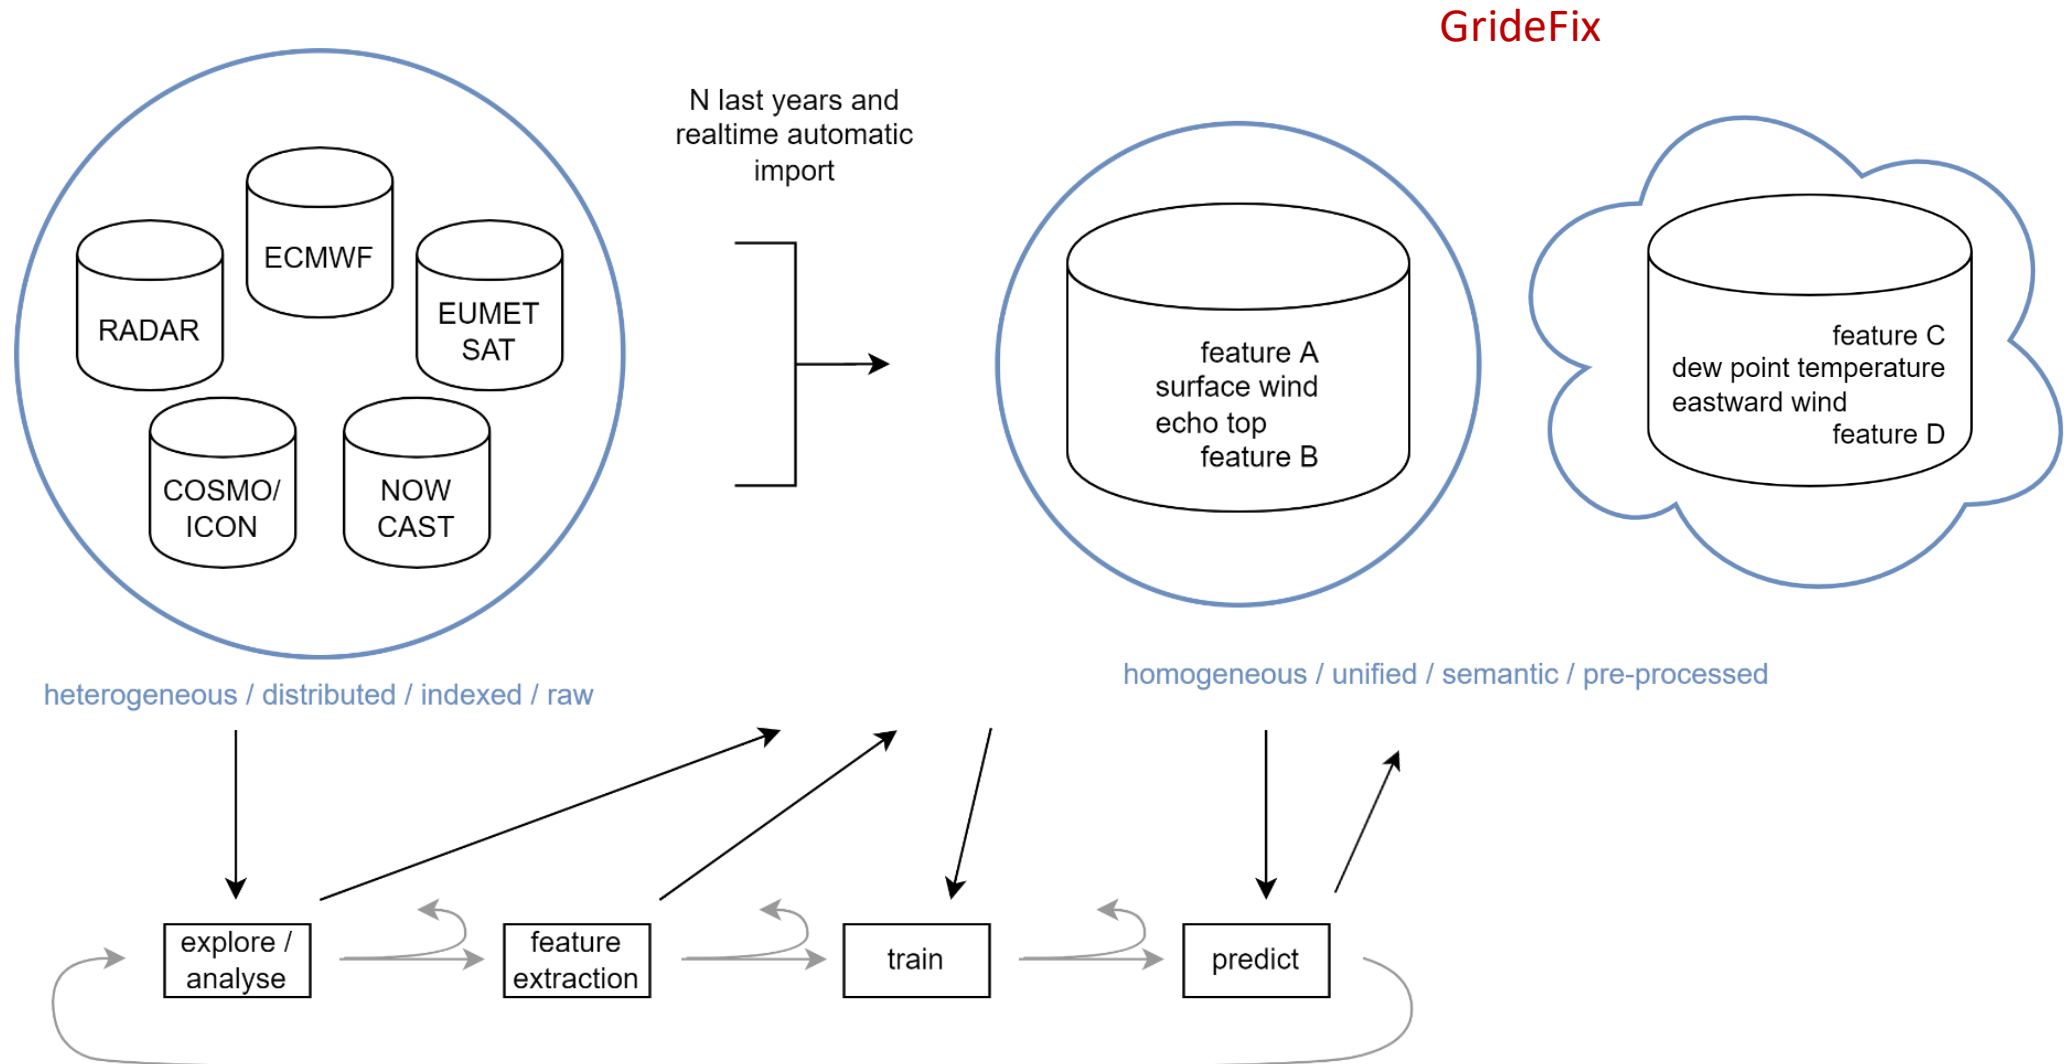 GrideFix
N last years and
realtime automatic
import
ECMWF
RADAR
EUMET
SAT
COSMO/
ICON
NOW
CAST
feature A
surface wind
echo top
feature B
feature C
dew point temperature
eastward wind
feature D
heterogeneous / distributed / indexed / raw
homogeneous / unified / semantic / pre-processed
explore /
analyse
feature
extraction
train
predict